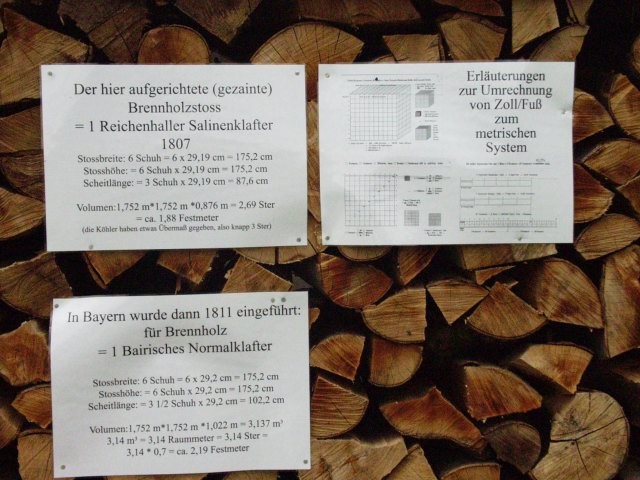 Der hier aufgerichtete (gezainte)
Brennholzstoss
= 1 Reichenhaller Salinenklafter
1807
Stossbreite: 6 Schuh = 6 x 29,19 cm = 175,2 cm
Stosshöhe: = 6 Schuh x 29,19 cm = 175,2 cm
Scheitlänge: = 3 Schuh x 29,19 cm = 87,6 cm
Volumen:1,752 m*1,752 m *0,876 m = 2,69 Ster
= ca. 1,88 Festmeter
(die Köhler haben etwas Übermaß gegeben, also knapp 3 Ster)
Erläuterungen
zur Umrechnung
von Zoll/Fuß
zum
metrischen
System
In Bayern wurde dann 1811 eingeführt:
für Brennholz
= 1 Bairisches Normalklafter
Stossbreite: 6 Schuh = 6 x 29,2 cm = 175,2 cm
Stosshöhe: = 6 Schuh x 29,2 cm = 175,2 cm
Scheitlänge: = 3 1/2 Schuh x 29,2 cm = 102,2 cm
Volumen:1,752 m*1,752 m *1,022 m = 3,137 m³
3,14 m³ = 3,14 Raummeter = 3,14 Ster =
3,14 * 0,7 = ca. 2,19 Festmeter